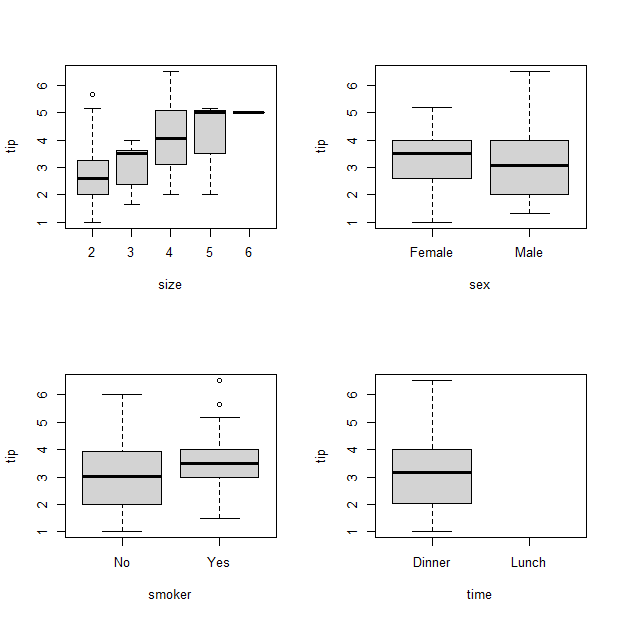 tip
1 2 3 4 5 6
2 3 4 5 6
size
tip
1 2 3 4 5 6
Female Male
sex
tip
1 2 3 4 5 6
No Yes
smoker
tip
1 2 3 4 5 6
Dinner Lunch
time